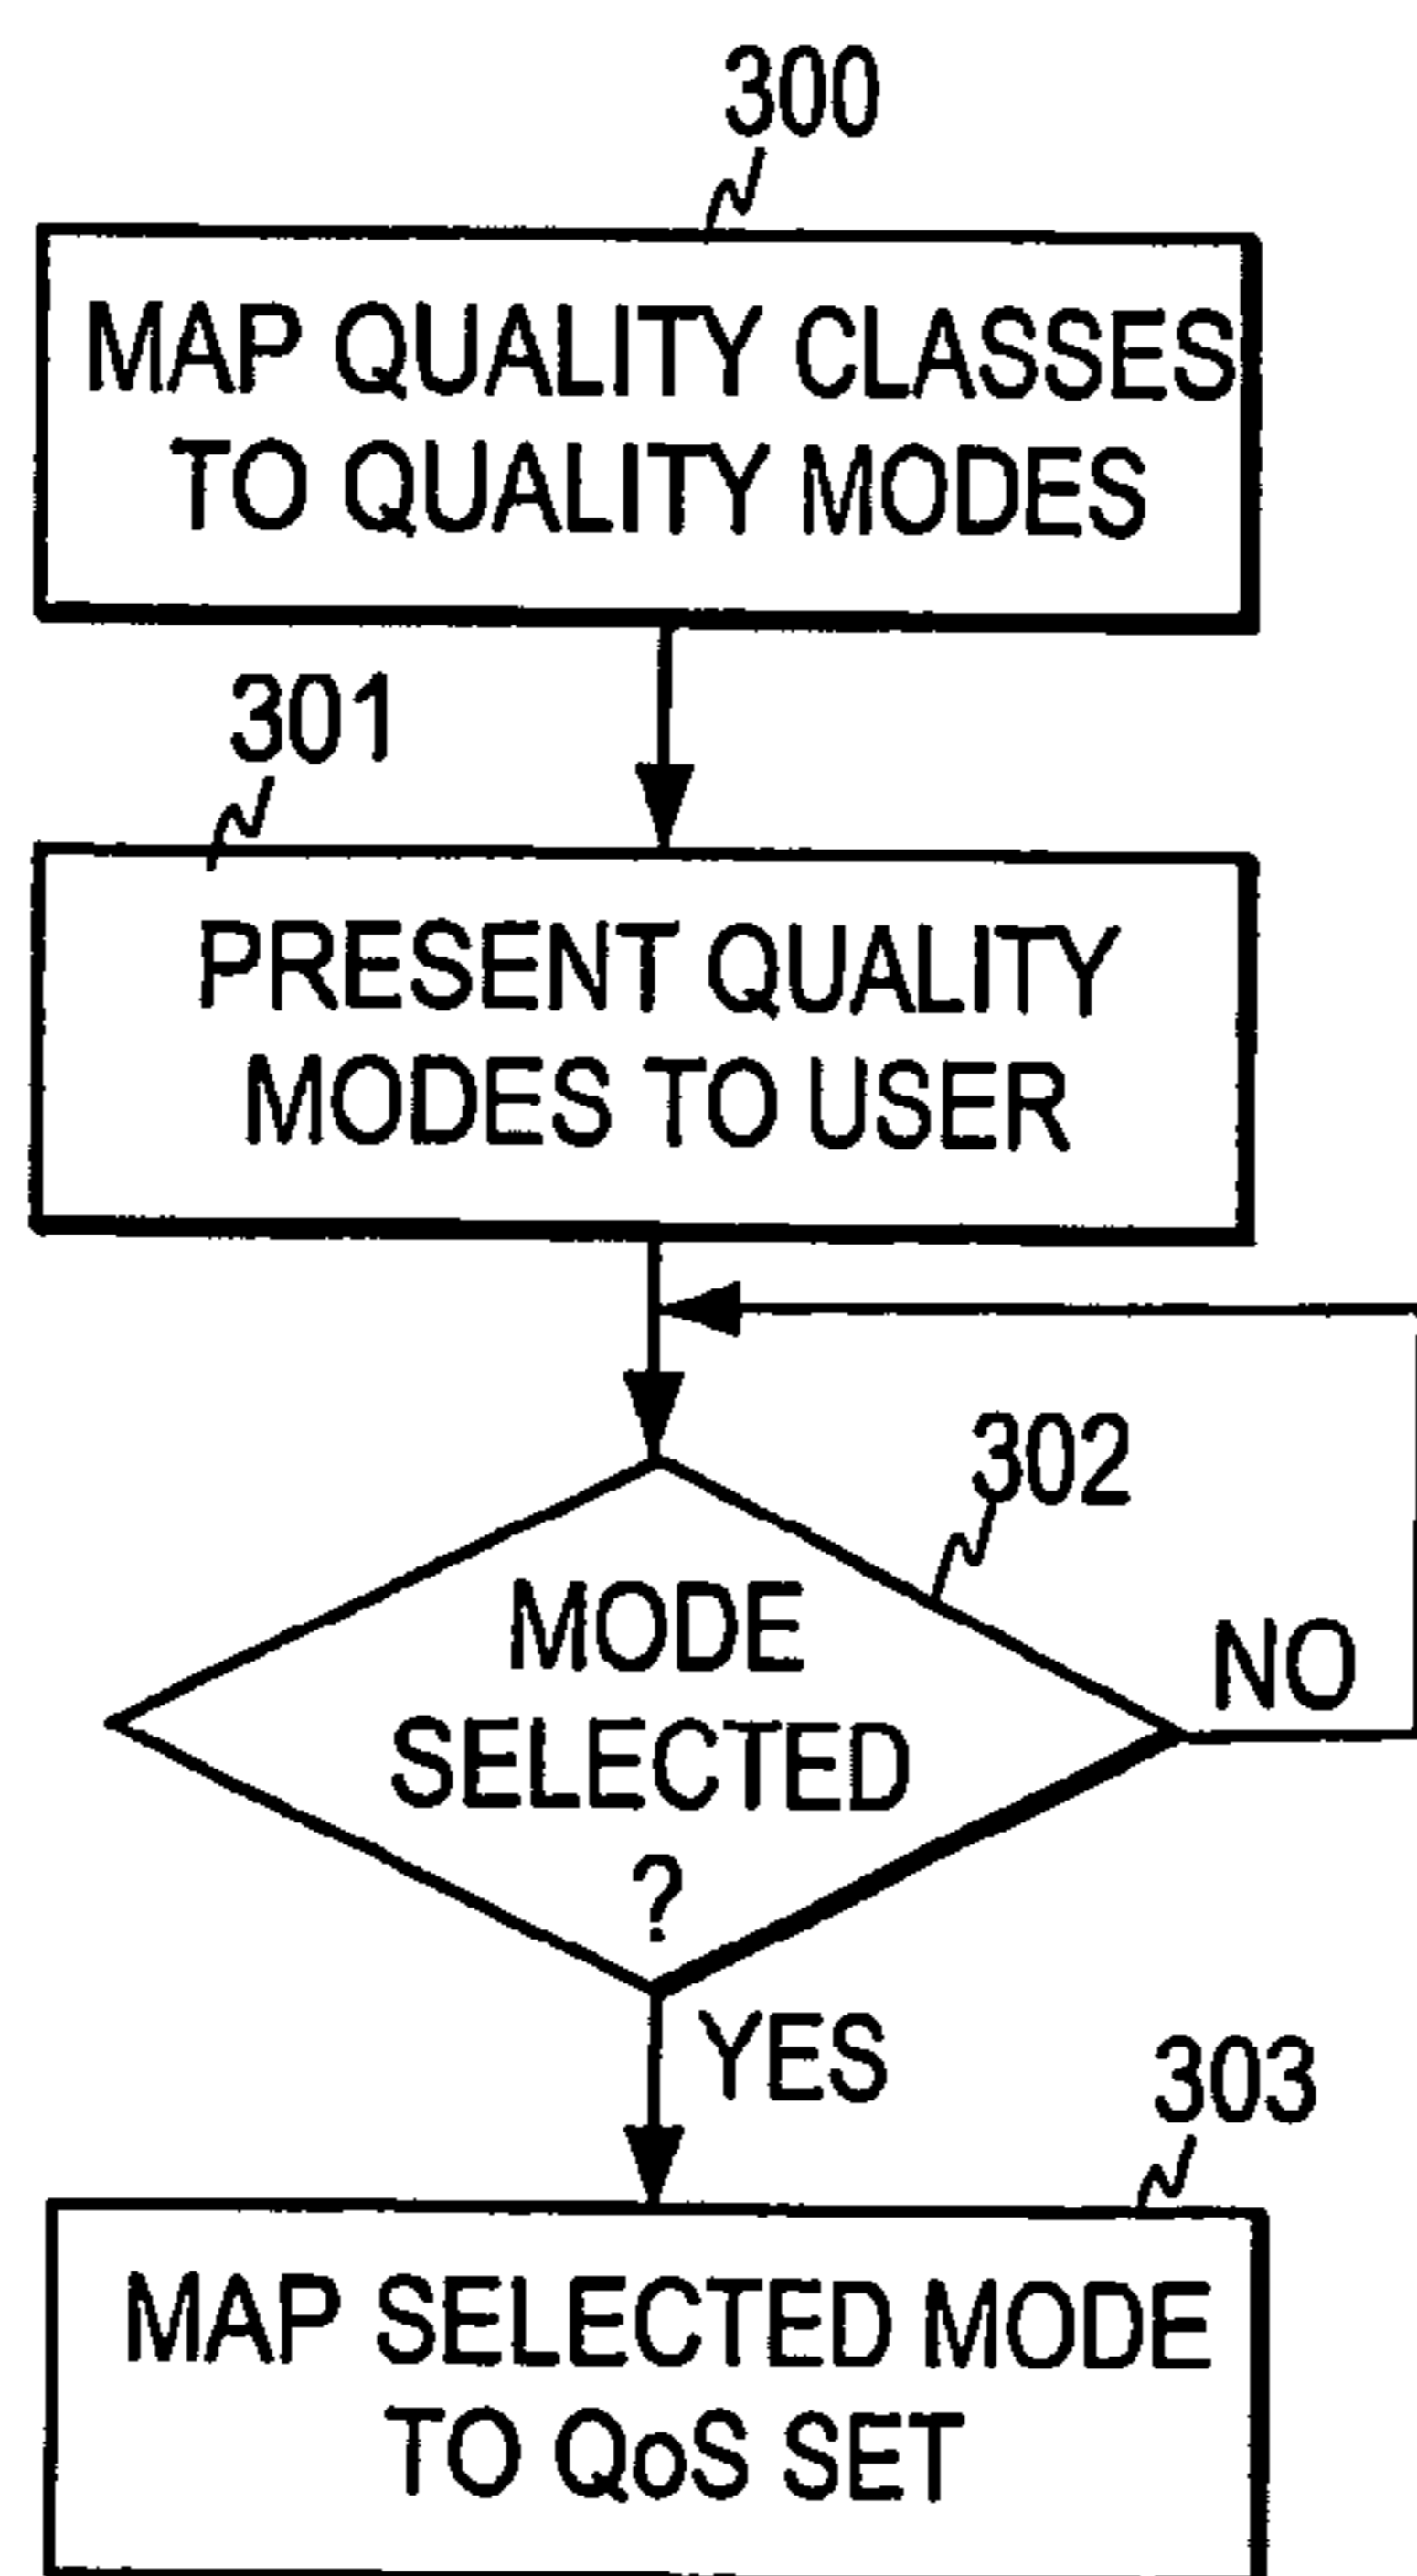 300
MAP QUALITY CLASSES
TO QUALITY MODES
301
PRESENT QUALITY
MODES TO USER
302
MODE
SELECTED
?
NO
YES
303
MAP SELECTED MODE
TO QoS SET